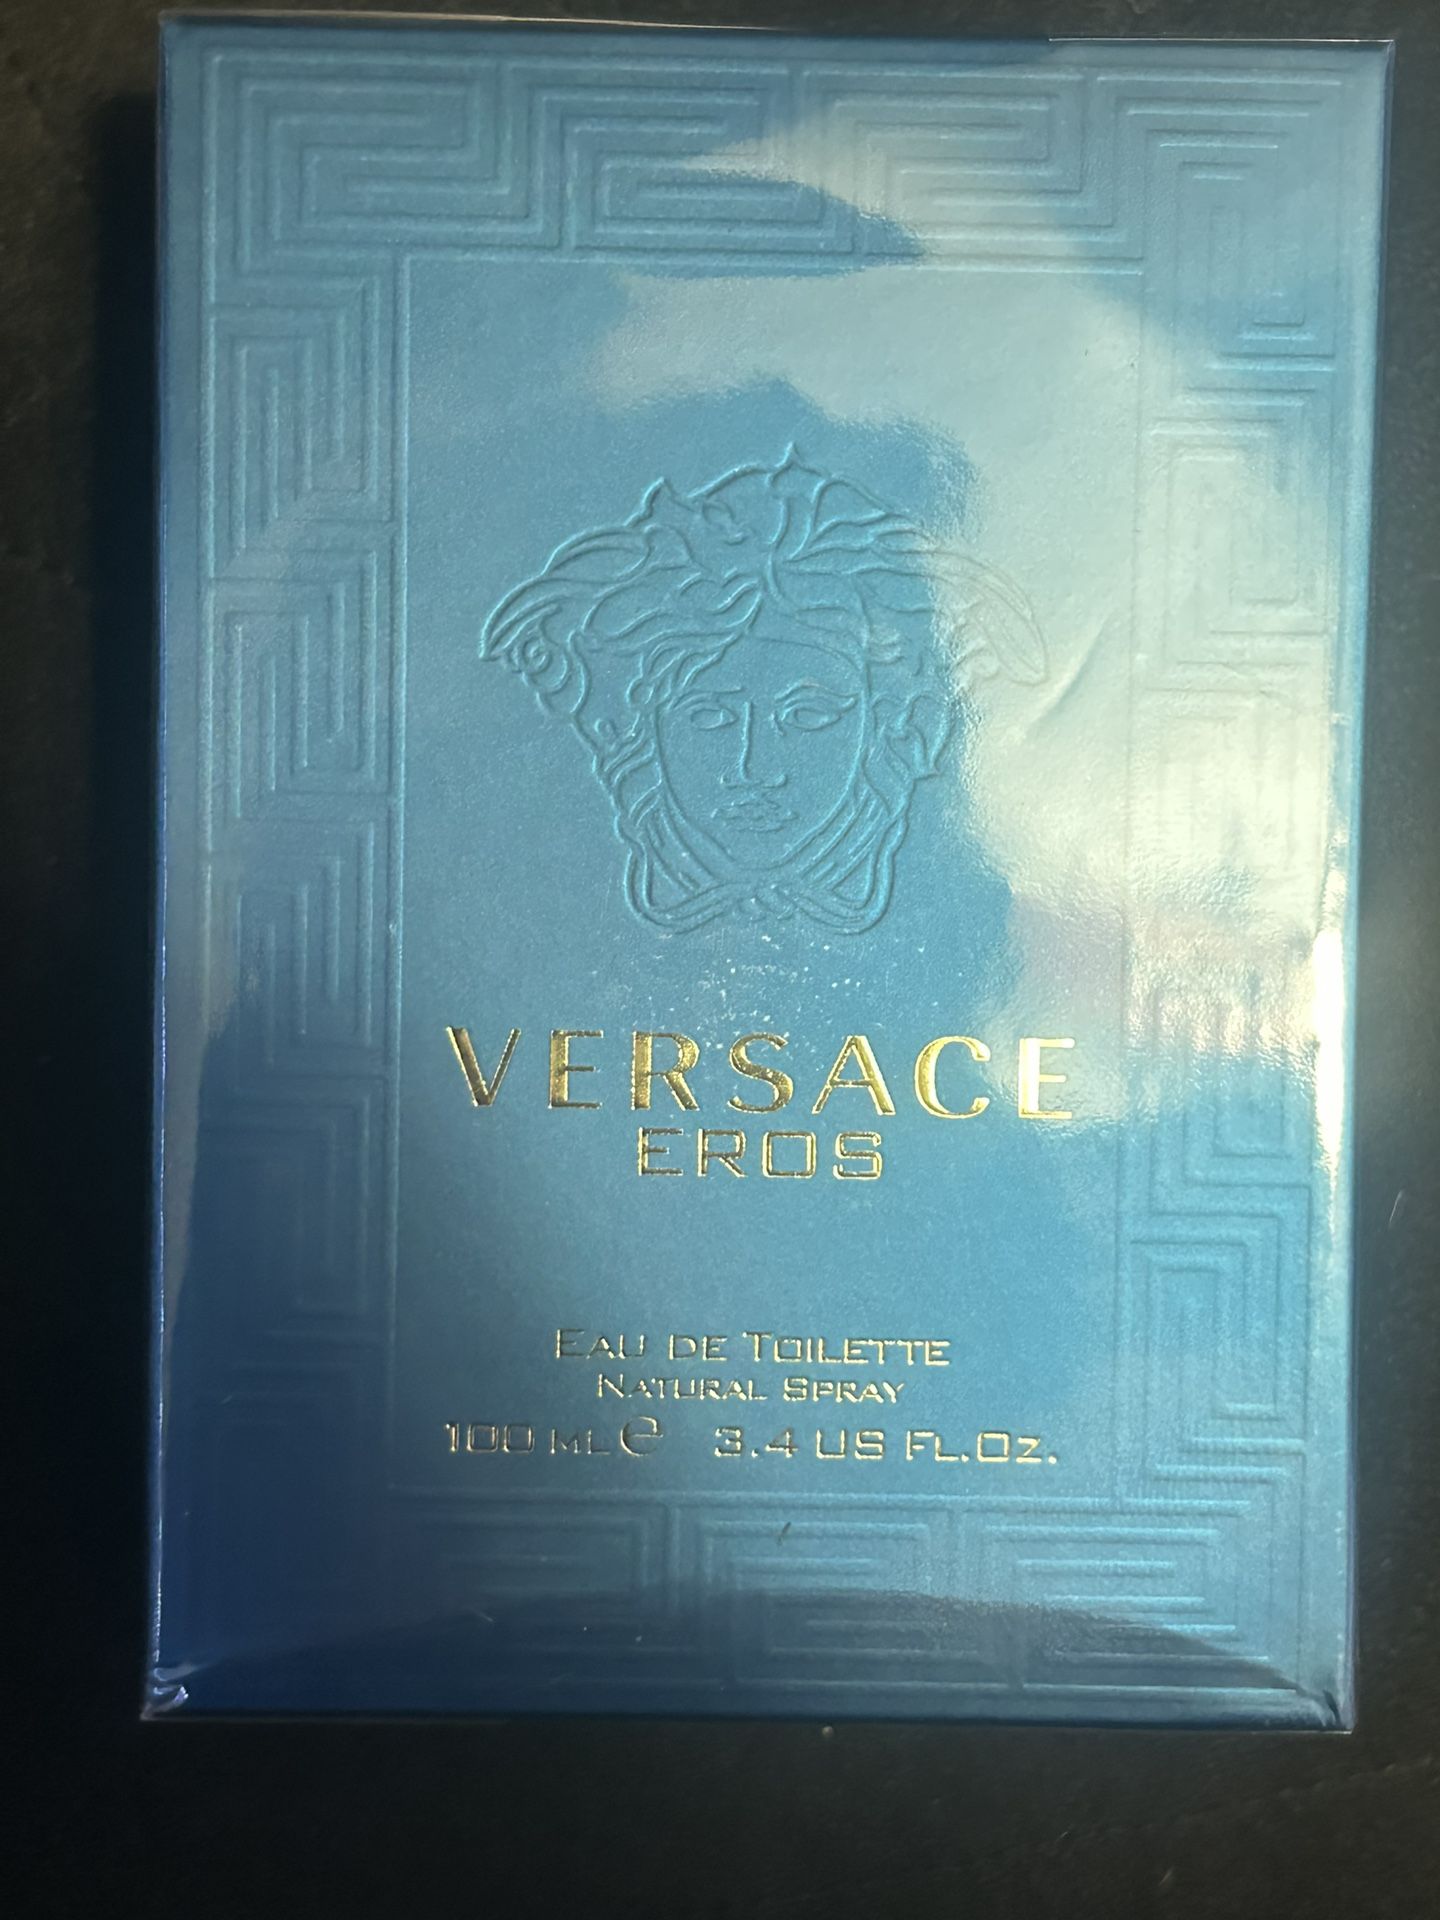 VERSACE
EROS
EAU DE TOILETTE
NATURAL SPRAY
100 ML ℮ 3.4 US FL.OZ.